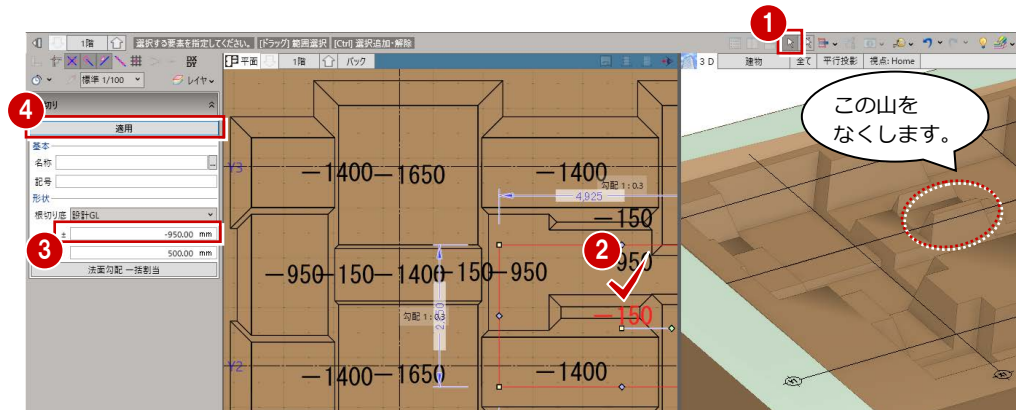 1
1階 選択する要素を指定してください。 [ドラッグ] 範囲選択 [Ctrl] 選択追加・解除
平面 1階 パック
3 D 建物 全て 平行投影 視点: Home
標準 1/100 レイヤ
4
切り
適用
基本
名称
記号
形状
根切り底 設計GL
3
± -950.00 mm
500.00 mm
法面勾配 一括割当
この山を
なくします。
Y3
-1400
-1650
-1400
勾配 1 : 0.3
4,925
-150
2
-950
-150
-1400
-150
-950
950
勾配 1 : 0.3
-150
Y2
-1400
-1650
-1400